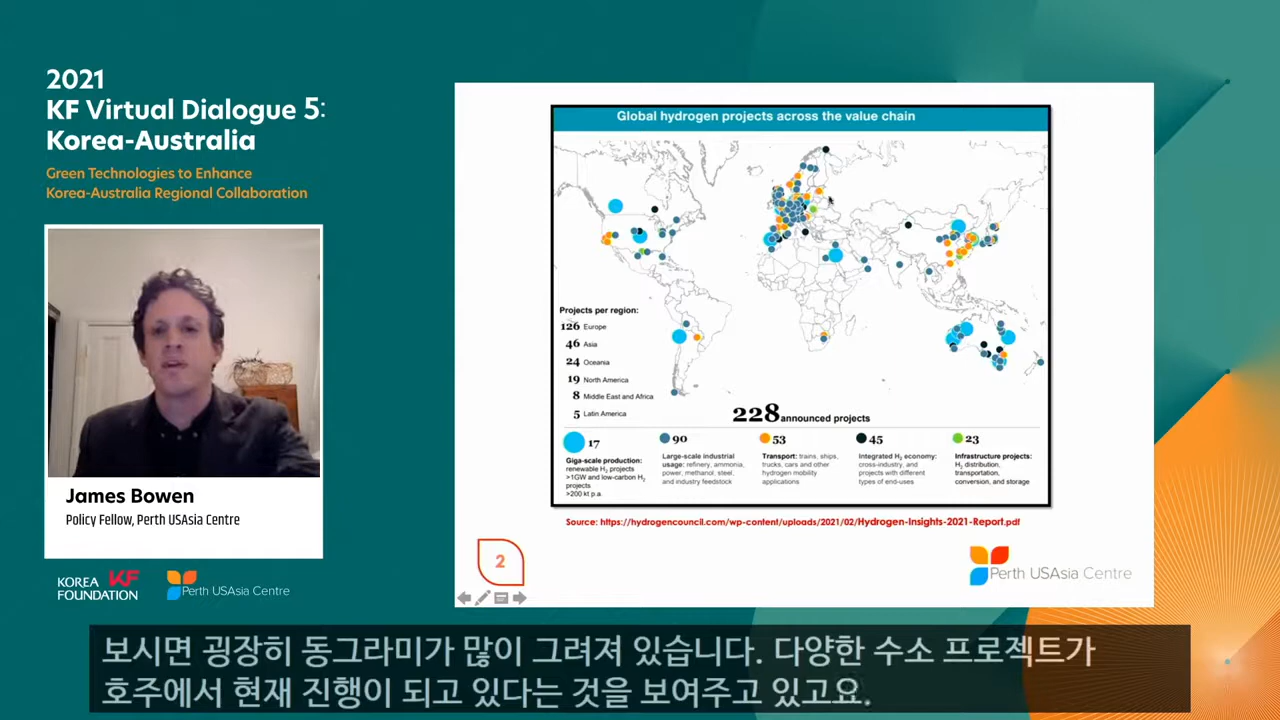 2021
KF Virtual Dialogue 5:
Korea-Australia
Green Technologies to Enhance
Korea-Australia Regional Collaboration
James Bowen
Policy Fellow, Perth USAsia Centre
KOREA KF
FOUNDATION
Perth USAsia Centre
Global hydrogen projects across the value chain
Projects per region:
126 Europe
46 Asia
24 Oceania
19 North America
8 Middle East and Africa
5 Latin America
228 announced projects
17
Giga-scale production:
renewable H₂ projects
>1GW and low-carbon H₂
projects
>200 kt p.a.
90
Large-scale industrial
usage: refinery, ammonia,
power, methanol, steel,
and industry feedstock
53
Transport: trains, ships,
trucks, cars and other
hydrogen mobility
applications
45
Integrated H₂ economy:
cross-industry, and
projects with different
types of end-uses
23
Infrastructure projects:
H₂ distribution,
transportation,
conversion, and storage
Source: https://hydrogencouncil.com/wp-content/uploads/2021/02/Hydrogen-Insights-2021-Report.pdf
2
Perth USAsia Centre
보시면 굉장히 동그라미가 많이 그려져 있습니다. 다양한 수소 프로젝트가
호주에서 현재 진행이 되고 있다는 것을 보여주고 있고요.